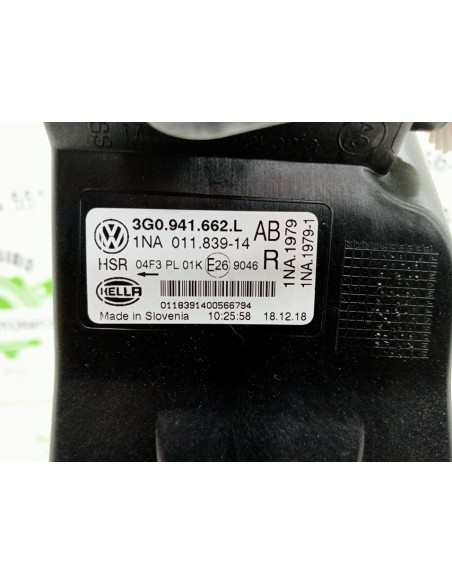 VW
3G0.941.662.L
1NA 011.839-14
AB
HSR 04F3 PL 01K E26 9046
R
1NA.1979
1NA.1979-1
HELLA
0118391400566794
Made in Slovenia 10:25:58 18.12.18